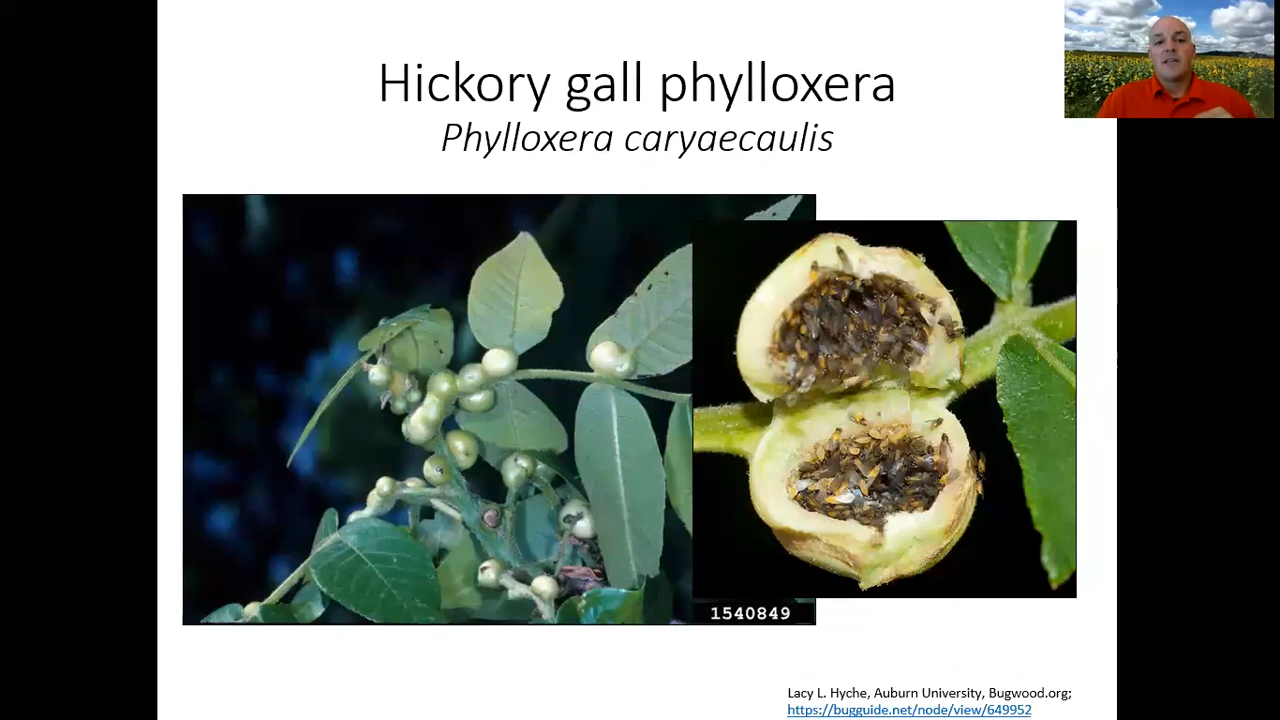 Hickory gall phylloxera
Phylloxera caryaecaulis
1540849
Lacy L. Hyche, Auburn University, Bugwood.org;
https://bugguide.net/node/view/649952